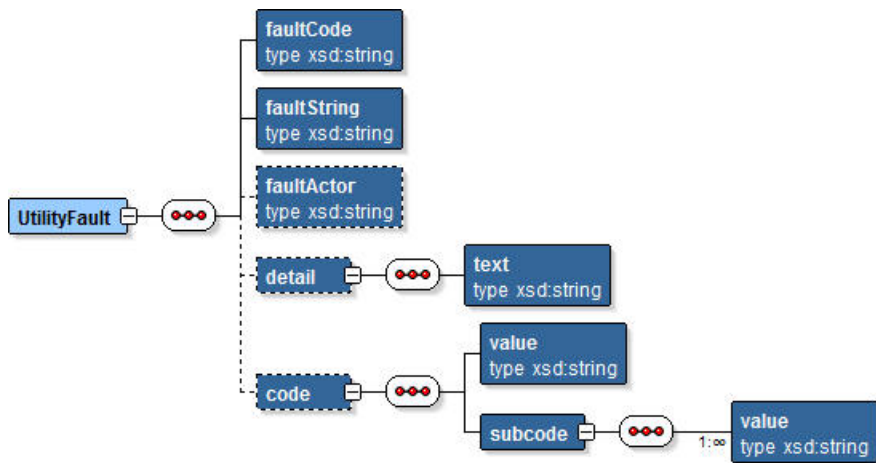 faultCode
type xsd:string
faultString
type xsd:string
UtilityFault
faultActor
type xsd:string
detail
text
type xsd:string
code
value
type xsd:string
subcode
1:∞
value
type xsd:string